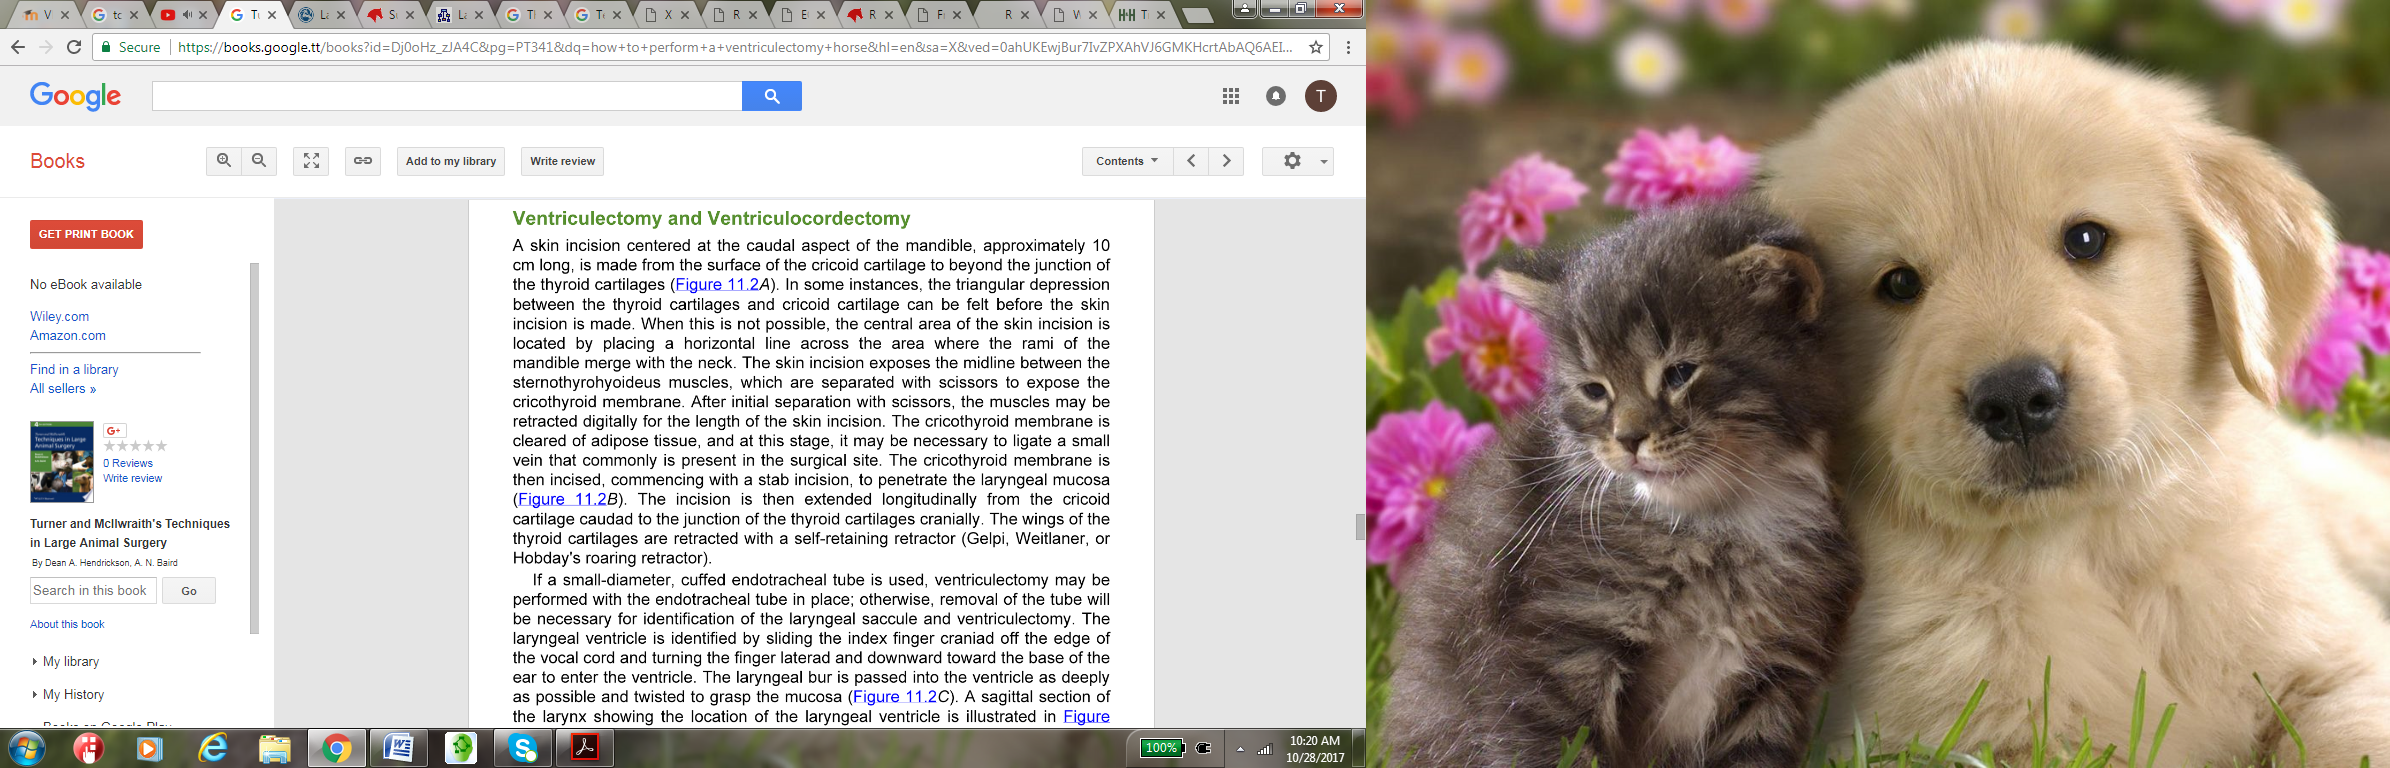 Secure https://books.google.tt/books?id=Dj0oHz_zJA4C&pg=PT341&dq=how+to+perform+a+ventriculectomy+horse&hl=en&sa=X&ved=0ahUKEwjBur7IvZPXAhVJ6GMKHcrtAbAQ6AEI...
Google
T
Books
Add to my library
Write review
Contents
GET PRINT BOOK
No eBook available
Wiley.com
Amazon.com
Find in a library
All sellers »
G+
0 Reviews
Write review
Turner and McIlwraith's Techniques
in Large Animal Surgery
By Dean A. Hendrickson, A. N. Baird
Search in this book Go
About this book
My library
My History
Books on Google Play
Ventriculectomy and Ventriculocordectomy
A skin incision centered at the caudal aspect of the mandible, approximately 10
cm long, is made from the surface of the cricoid cartilage to beyond the junction of
the thyroid cartilages (Figure 11.2A). In some instances, the triangular depression
between the thyroid cartilages and cricoid cartilage can be felt before the skin
incision is made. When this is not possible, the central area of the skin incision is
located by placing a horizontal line across the area where the rami of the
mandible merge with the neck. The skin incision exposes the midline between the
sternothyrohyoideus muscles, which are separated with scissors to expose the
cricothyroid membrane. After initial separation with scissors, the muscles may be
retracted digitally for the length of the skin incision. The cricothyroid membrane is
cleared of adipose tissue, and at this stage, it may be necessary to ligate a small
vein that commonly is present in the surgical site. The cricothyroid membrane is
then incised, commencing with a stab incision, to penetrate the laryngeal mucosa
(Figure 11.2B). The incision is then extended longitudinally from the cricoid
cartilage caudad to the junction of the thyroid cartilages cranially. The wings of the
thyroid cartilages are retracted with a self-retaining retractor (Gelpi, Weitlaner, or
Hobday's roaring retractor).
If a small-diameter, cuffed endotracheal tube is used, ventriculectomy may be
performed with the endotracheal tube in place; otherwise, removal of the tube will
be necessary for identification of the laryngeal saccule and ventriculectomy. The
laryngeal ventricle is identified by sliding the index finger craniad off the edge of
the vocal cord and turning the finger laterad and downward toward the base of the
ear to enter the ventricle. The laryngeal bur is passed into the ventricle as deeply
as possible and twisted to grasp the mucosa (Figure 11.2C). A sagittal section of
the larynx showing the location of the laryngeal ventricle is illustrated in Figure
100%
10:20 AM
10/28/2017